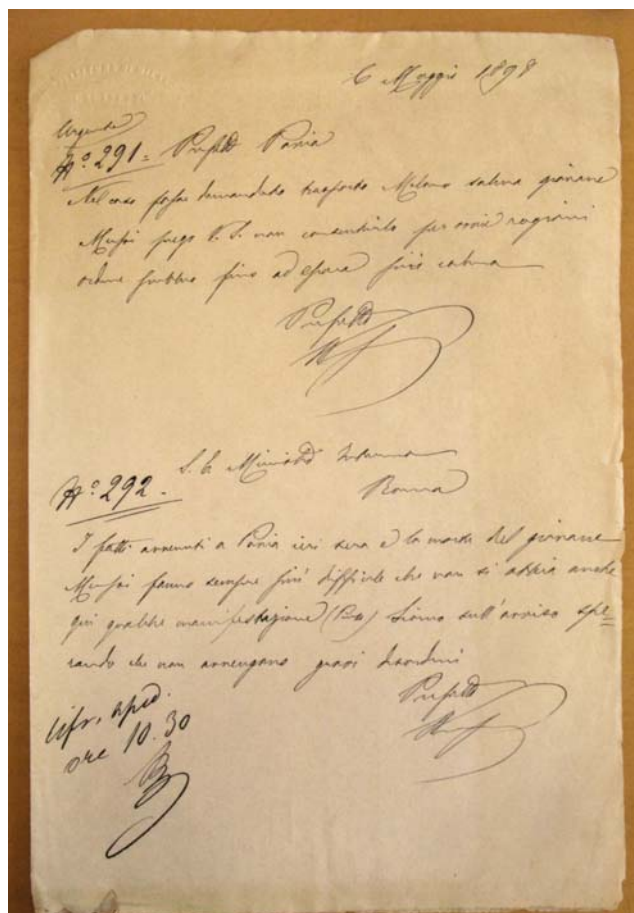 6 Maggio 1898
Urgente
N.° 291 = Prefetto Pavia
Nel caso fosse domandato trasporto Milano salma giovane
Mussi prego V. S. non consentirlo per ovvie ragioni
ordine pubblico fino ad epoca più calma
Prefetto
N.° 292 -
S. E. Ministro Interno
Roma
I fatti avvenuti a Pavia ieri sera e la morte del giovane
Mussi fanno sempre più difficile che non si abbia anche
qui qualche manifestazione Siamo sull'avviso spe=
rando che non avvengano gravi disordini
Prefetto
cifr. sped.
ore 10.30